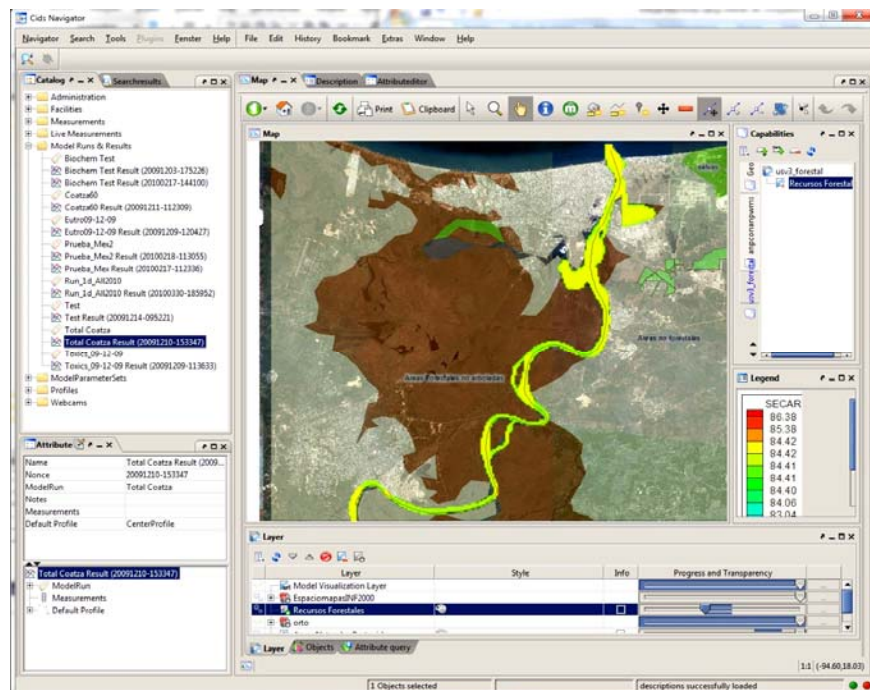 Cids Navigator
Navigator Search Tools Plugins Fenster Help File Edit History Bookmark Extras Window Help
Catalog
Searchresults
Administration
Facilities
Measurements
Live Measurements
Model Runs & Results
Biochem Test
Biochem Test Result (20091203-175226)
Biochem Test Result (20100217-144100)
Coatza60
Coatza60 Result (20091211-112309)
Eutro09-12-09
Eutro09-12-09 Result (20091209-120427)
Prueba_Mex2
Prueba_Mex2 Result (20100218-113055)
Prueba_Mex Result (20100217-112336)
Run_1d_All2010
Run_1d_All2010 Result (20100330-185952)
Test
Test Result (20091214-095221)
Total Coatza
Total Coatza Result (20091210-153347)
Toxics_09-12-09
Toxics_09-12-09 Result (20091209-113633)
ModelParameterSets
Profiles
Webcams
Attribute
Name Total Coatza Result (2009...
Nonce 20091210-153347
ModelRun Total Coatza
Notes
Measurements
Default Profile CenterProfile
Total Coatza Result (20091210-153347)
ModelRun
Measurements
Default Profile
Map
Description
Attributeditor
Print Clipboard
Map
Areas forestales no arboladas
Areas no forestales
Capabilities
Geo
usv3_forestal
usv3_forestal
Recursos Forestal
Legend
SECAR
86.38
85.38
84.42
84.42
84.41
84.41
84.40
84.06
83.04
Layer
Layer Style Info Progress and Transparency
Model Visualization Layer
EspaciomapasINF2000
Recursos Forestales
orto
Layer Objects Attribute query
1:1 (-94.60,18.03)
1 Objects selected
descriptions successfully loaded